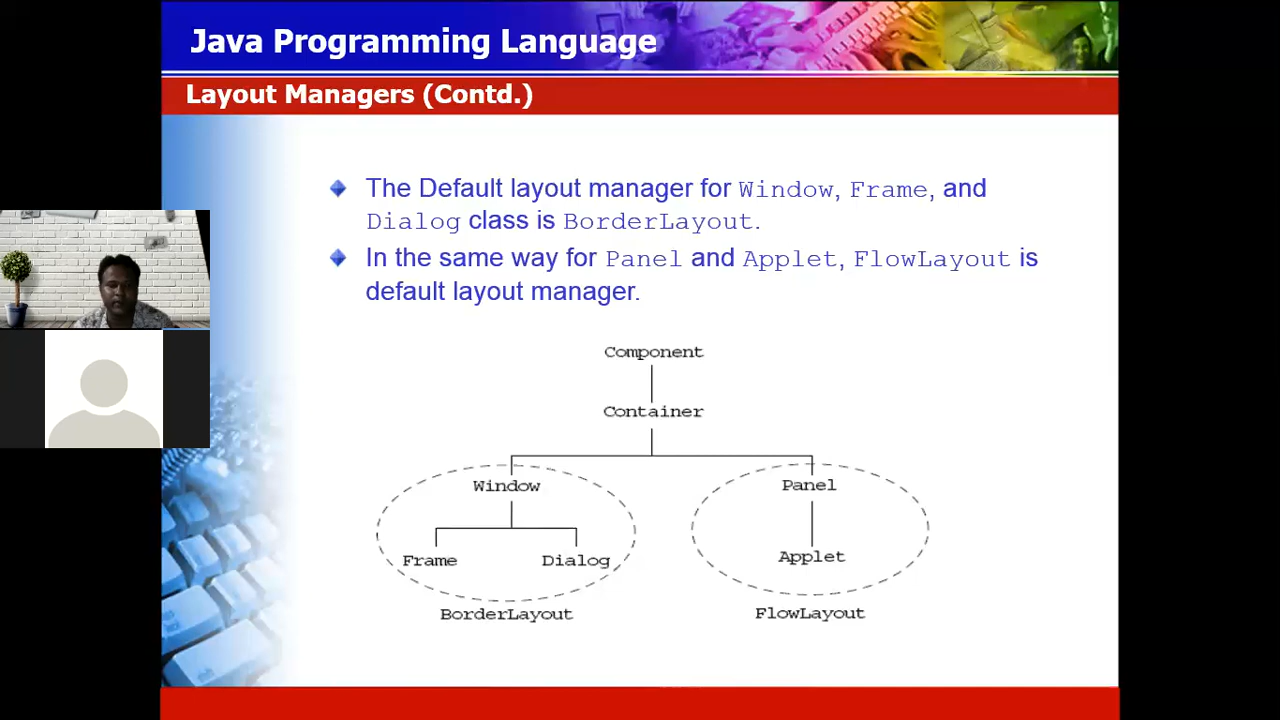 Java Programming Language
Layout Managers (Contd.)
The Default layout manager for Window, Frame, and
Dialog class is BorderLayout.
In the same way for Panel and Applet, FlowLayout is
default layout manager.
Component
Container
Window
Panel
Frame
Dialog
Applet
BorderLayout
FlowLayout